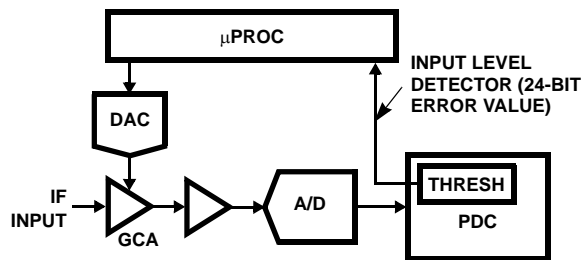 μPROC
INPUT LEVEL
DETECTOR (24-BIT
ERROR VALUE)
DAC
IF
INPUT
GCA
A/D
THRESH
PDC